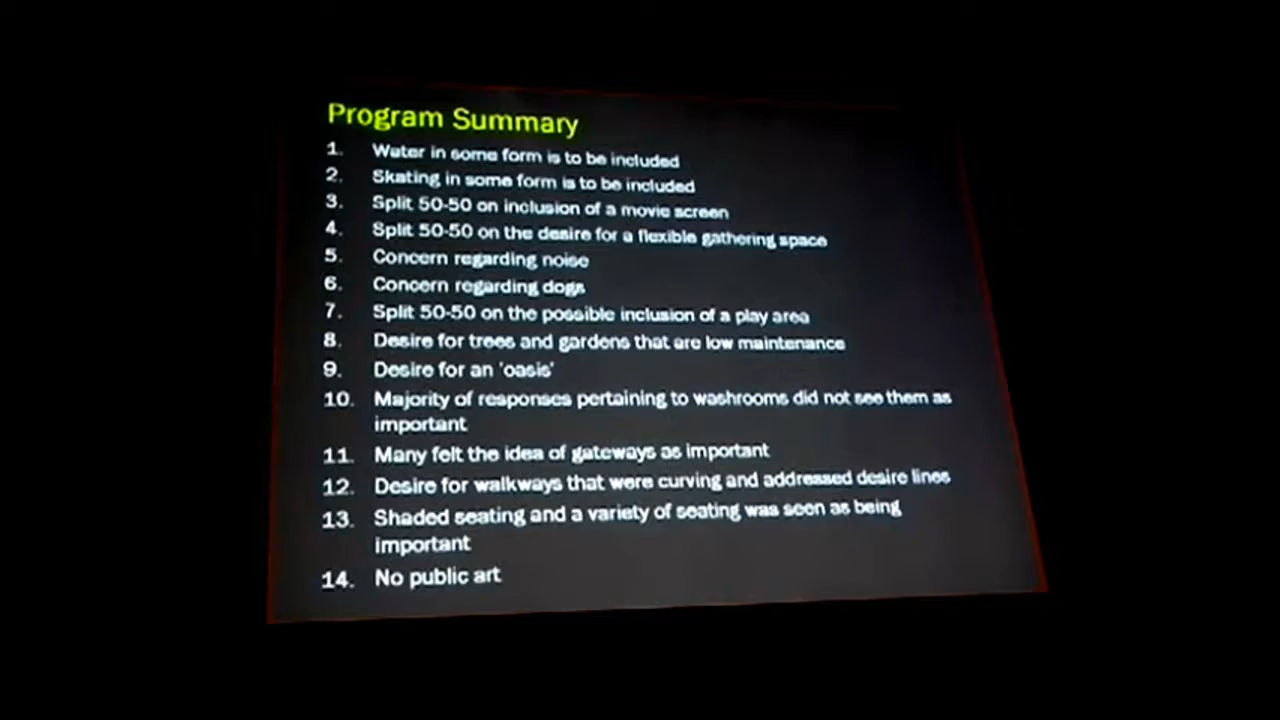 Program Summary
1. Water in some form is to be included
2. Skating in some form is to be included
3. Split 50-50 on inclusion of a movie screen
4. Split 50-50 on the desire for a flexible gathering space
5. Concern regarding noise
6. Concern regarding dogs
7. Split 50-50 on the possible inclusion of a play area
8. Desire for trees and gardens that are low maintenance
9. Desire for an 'oasis'
10. Majority of responses pertaining to washrooms did not see them as
important
11. Many felt the idea of gateways as important
12. Desire for walkways that were curving and addressed desire lines
13. Shaded seating and a variety of seating was seen as being
important
14. No public art